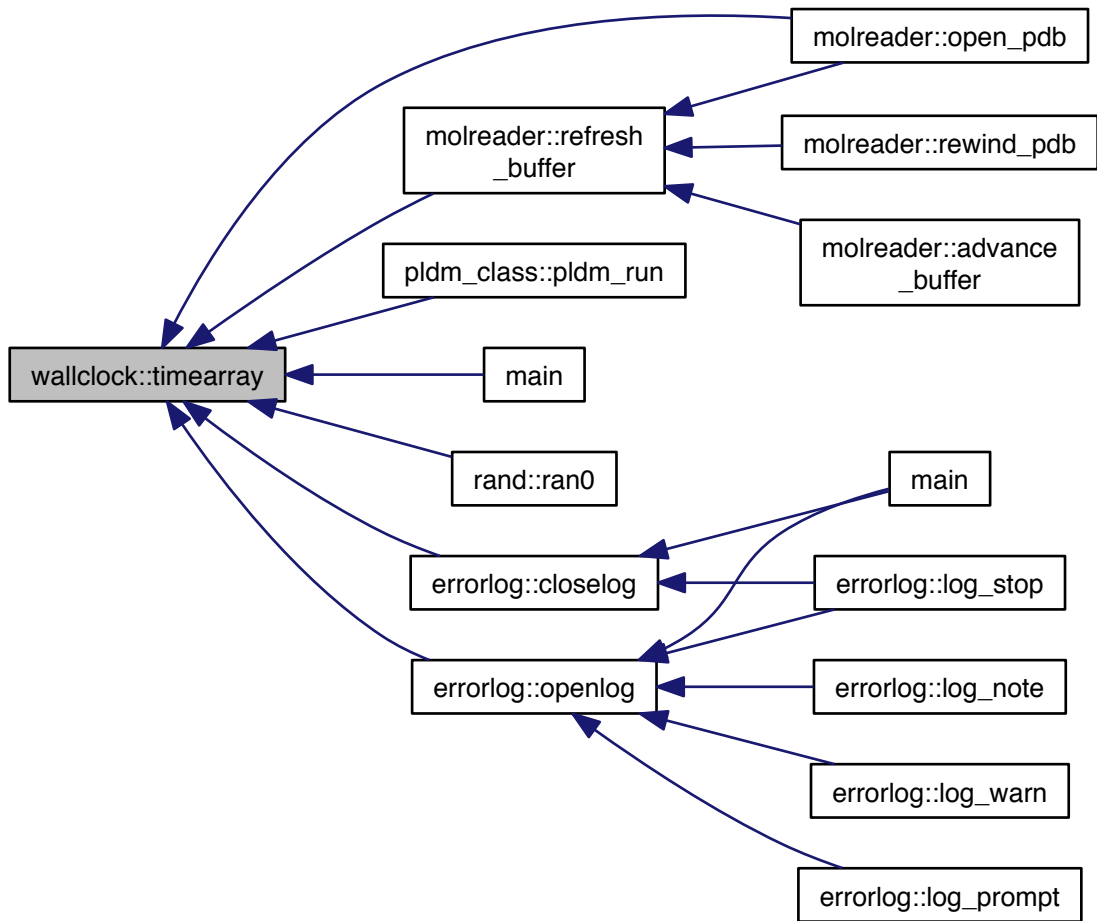 molreader::open_pdb
molreader::refresh
_buffer
molreader::rewind_pdb
molreader::advance
_buffer
pldm_class::pldm_run
wallclock::timearray
main
rand::ran0
main
errorlog::closelog
errorlog::log_stop
errorlog::openlog
errorlog::log_note
errorlog::log_warn
errorlog::log_prompt